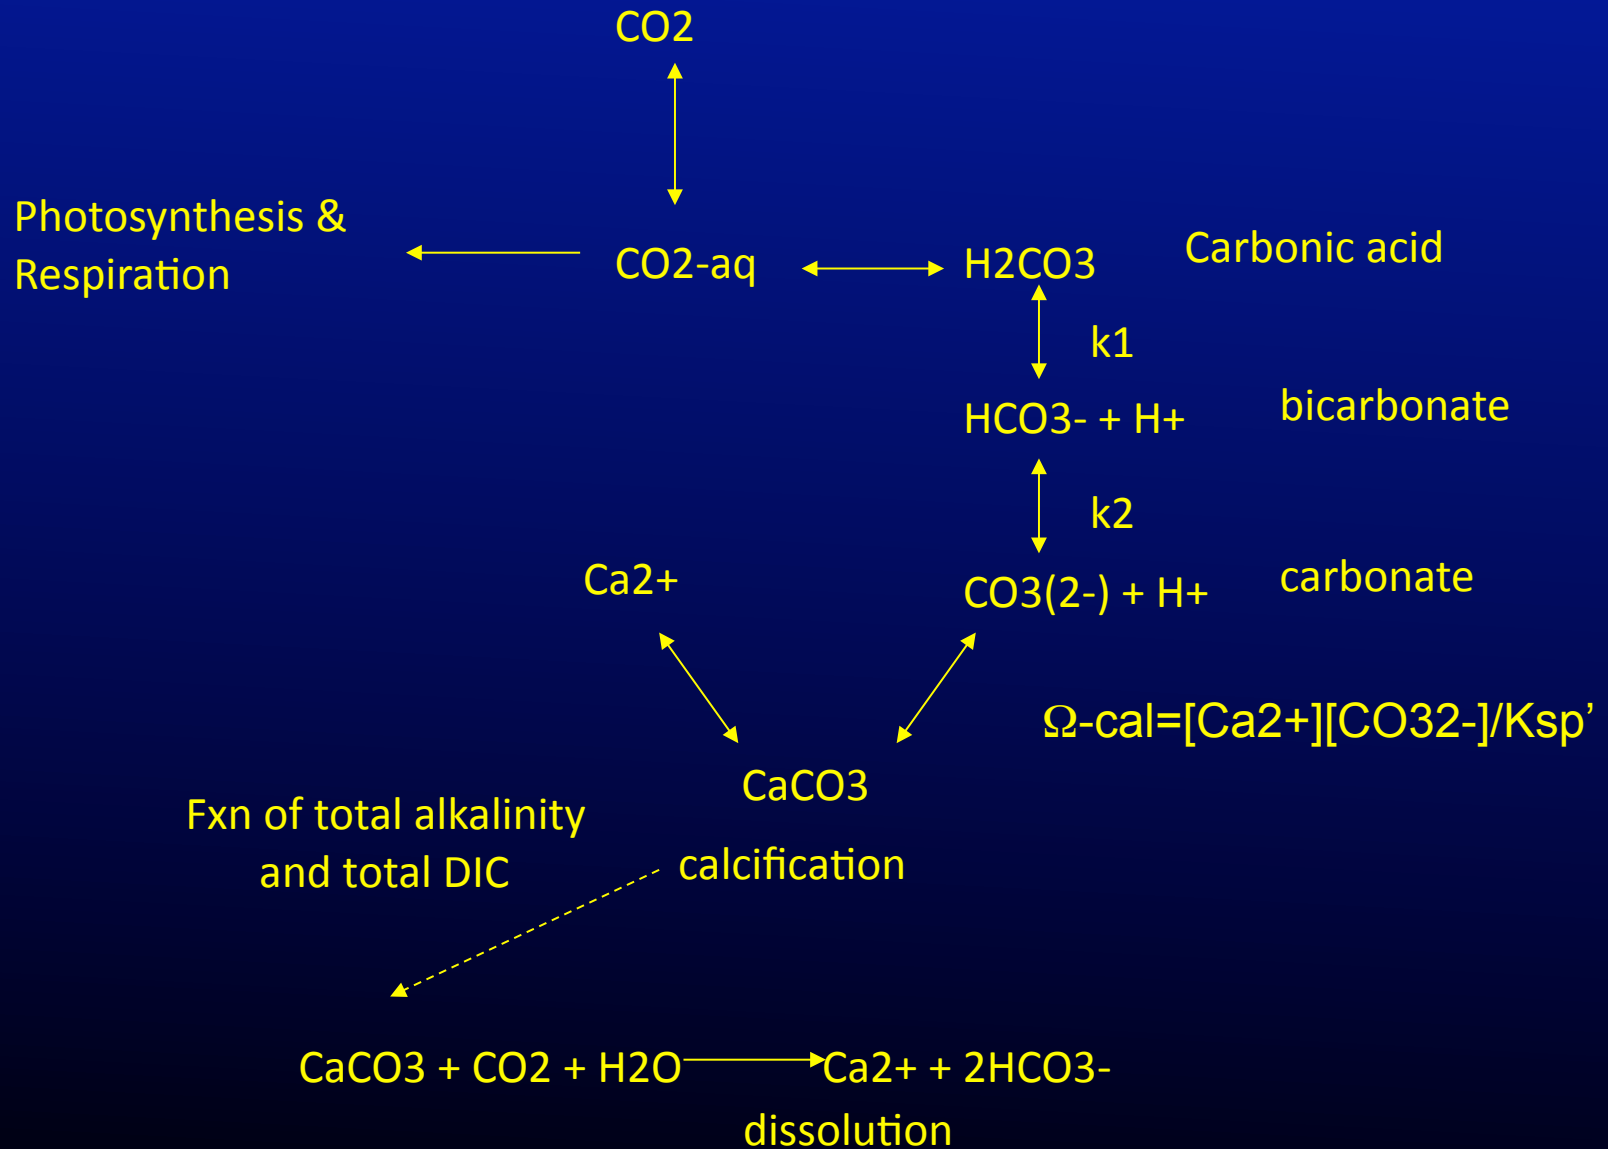 CO2
Photosynthesis &
Respiration
CO2-aq
H2CO3
Carbonic acid
k1
HCO3- + H+
bicarbonate
k2
Ca2+
CO3(2-) + H+
carbonate
Ω-cal=[Ca2+][CO32-]/Ksp’
CaCO3
Fxn of total alkalinity
and total DIC
calcification
CaCO3 + CO2 + H2O
Ca2+ + 2HCO3-
dissolution